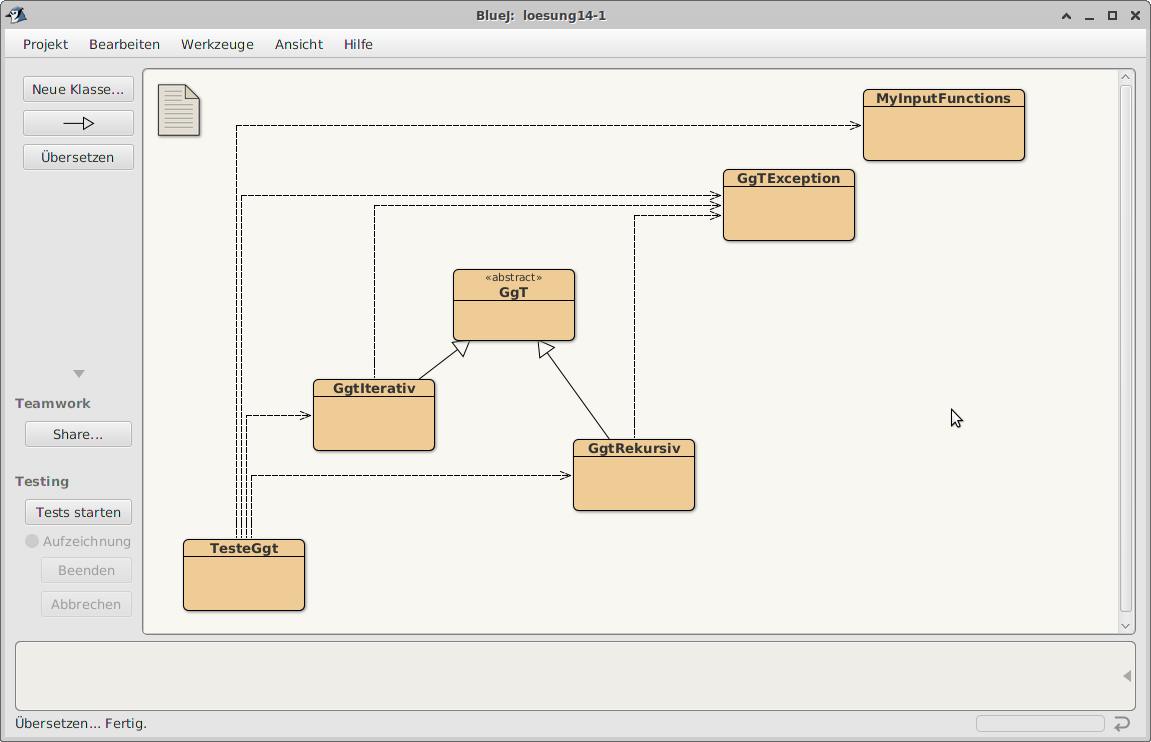 BlueJ:  loesung14-1
Projekt Bearbeiten Werkzeuge Ansicht Hilfe
Neue Klasse...
Übersetzen
Teamwork
Share...
Testing
Tests starten
Aufzeichnung
Beenden
Abbrechen
MyInputFunctions
GgTException
«abstract»
GgT
GgtIterativ
GgtRekursiv
TesteGgt
Übersetzen... Fertig.